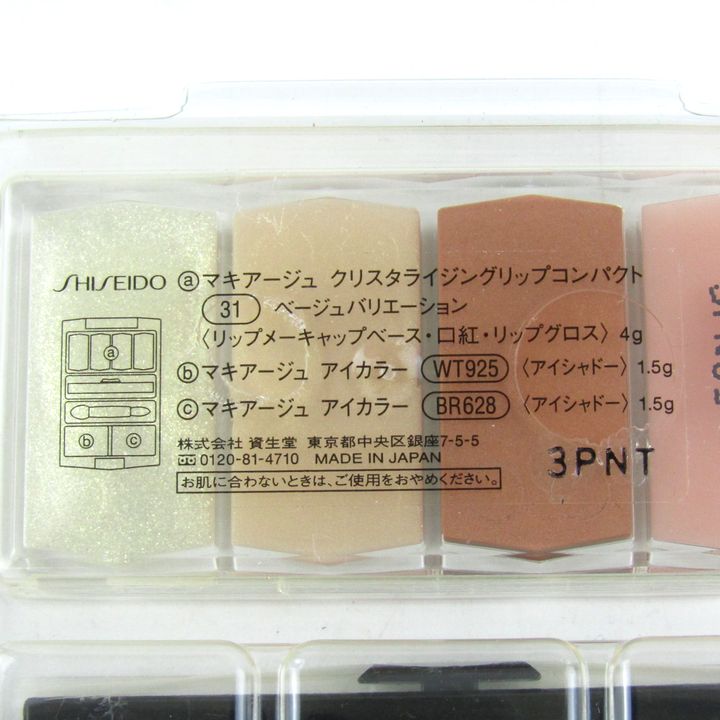 SHISEIDO ⓐマキアージュ クリスタライジングリップコンパクト
31 ベージュバリエーション
〈リップメーキャップベース・口紅・リップグロス〉4g
ⓐ
ⓑマキアージュ アイカラー WT925 〈アイシャドー〉1.5g
ⓑ ⓒ
ⓒマキアージュ アイカラー BR628 〈アイシャドー〉1.5g
株式会社 資生堂 東京都中央区銀座7-5-5
0120-81-4710 MADE IN JAPAN
お肌に合わないときは、ご使用をおやめください。
3PNT